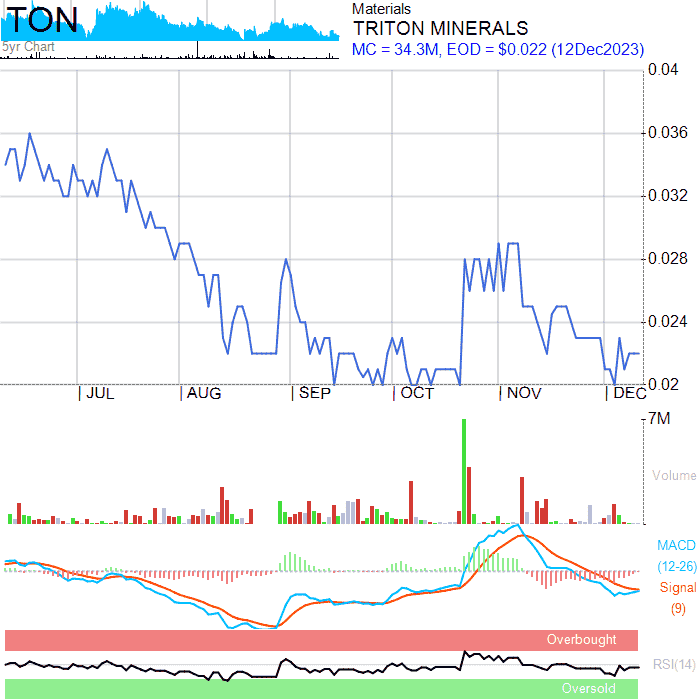 TON
5yr Chart
Materials
TRITON MINERALS
MC = 34.3M, EOD = $0.022 (12Dec2023)
0.04
0.036
0.032
0.028
0.024
0.02
JUL
AUG
SEP
OCT
NOV
DEC
7M
Volume
MACD
(12-26)
Signal
(9)
Overbought
RSI(14)
Oversold